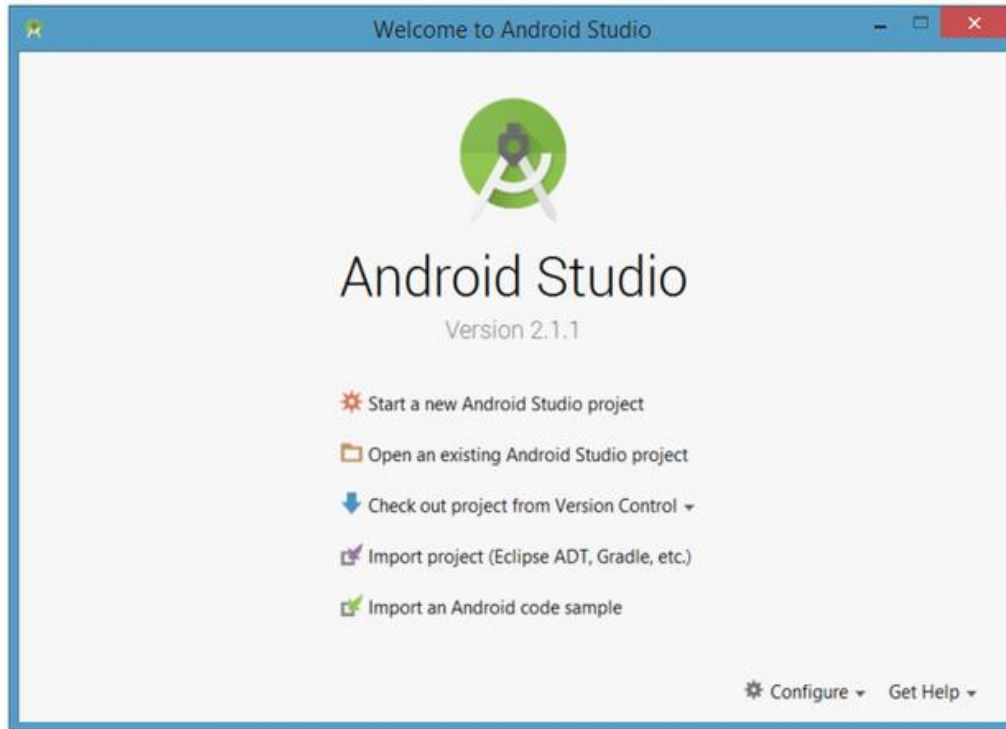 Welcome to Android Studio
Android Studio
Version 2.1.1
Start a new Android Studio project
Open an existing Android Studio project
Check out project from Version Control
Import project (Eclipse ADT, Gradle, etc.)
Import an Android code sample
Configure Get Help